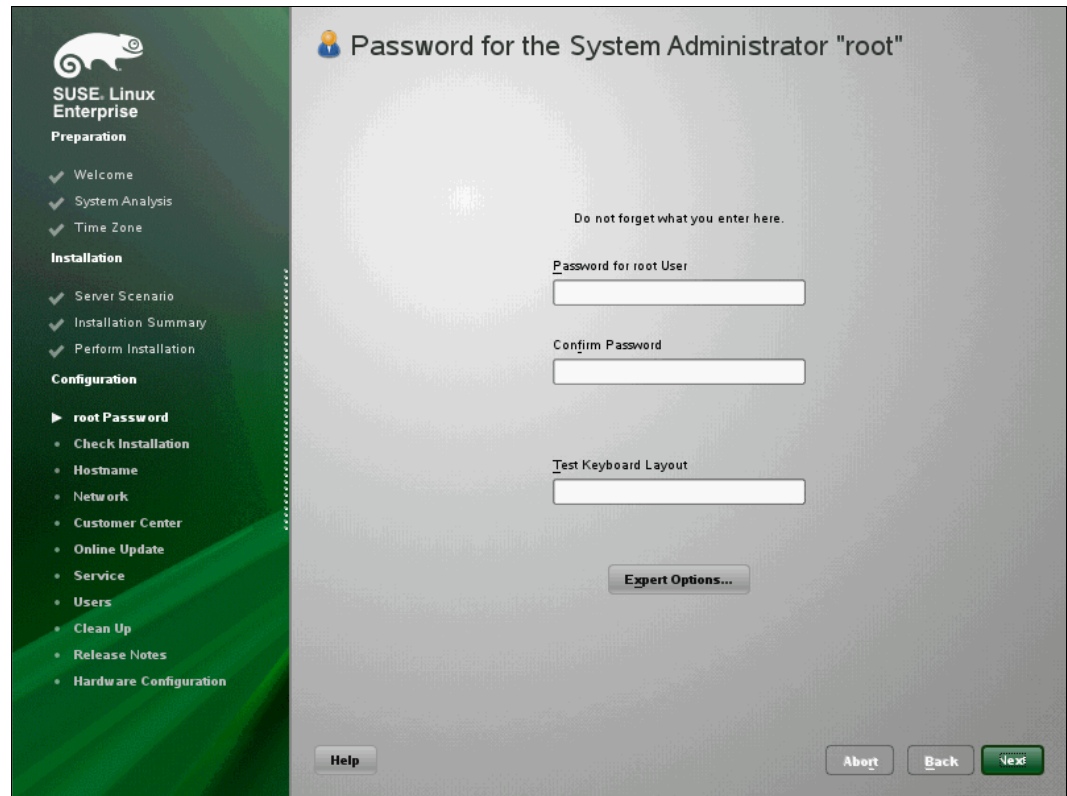 SUSE. Linux
Enterprise
Preparation
Welcome
System Analysis
Time Zone
Installation
Server Scenario
Installation Summary
Perform Installation
Configuration
root Password
Check Installation
Hostname
Network
Customer Center
Online Update
Service
Users
Clean Up
Release Notes
Hardware Configuration
Password for the System Administrator "root"
Do not forget what you enter here.
Password for root User
Confirm Password
Test Keyboard Layout
Expert Options...
Help
Abort
Back
Next